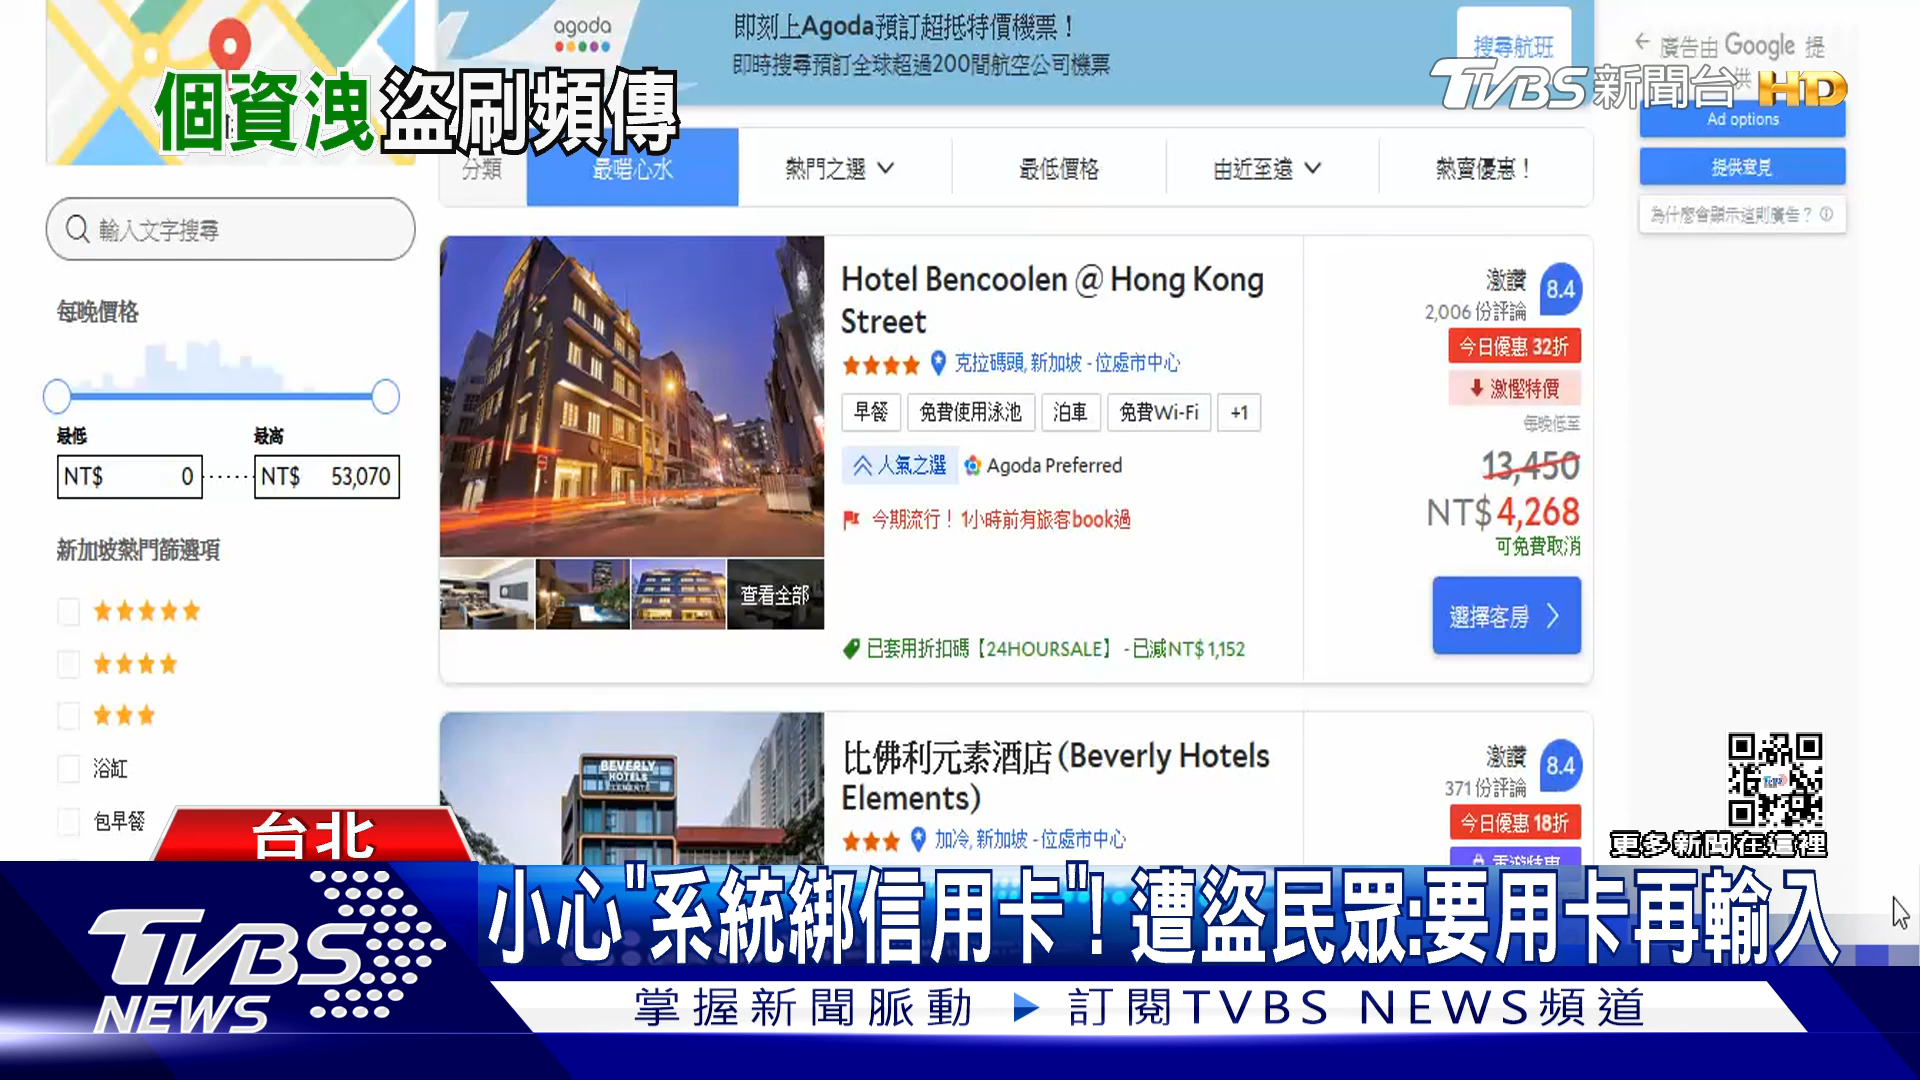 agoda
即刻上Agoda預訂超抵特價機票！
即時搜尋預訂全球超過200間航空公司機票
搜尋航班
廣告由 Google 提供
TVBS新聞台 HD
Ad options
提供意見
為什麼會顯示這則廣告？
個資洩 盜刷頻傳
分類
最啱心水
熱門之選
最低價格
由近至遠
熱賣優惠！
輸入文字搜尋
每晚價格
最低
最高
NT$ 0
NT$ 53,070
新加坡熱門篩選項
浴缸
包早餐
Hotel Bencoolen @ Hong Kong
Street
克拉碼頭, 新加坡 - 位處市中心
早餐
免費使用泳池
泊車
免費Wi-Fi
+1
人氣之選
Agoda Preferred
今期流行！ 1小時前有旅客book過
查看全部
已套用折扣碼【24HOURSALE】 - 已減NT$ 1,152
激讚
8.4
2,006 份評論
今日優惠 32折
激慳特價
每晚低至
13,450
NT$ 4,268
可免費取消
選擇客房
BEVERLY
HOTELS
ELEMENTS
比佛利元素酒店 (Beverly Hotels
Elements)
加冷, 新加坡 - 位處市中心
激讚
8.4
371 份評論
今日優惠 18折
更多新聞在這裡
台北
小心"系統綁信用卡"! 遭盜民眾:要用卡再輸入
TVBS
NEWS
掌握新聞脈動 ▶ 訂閱TVBS NEWS頻道